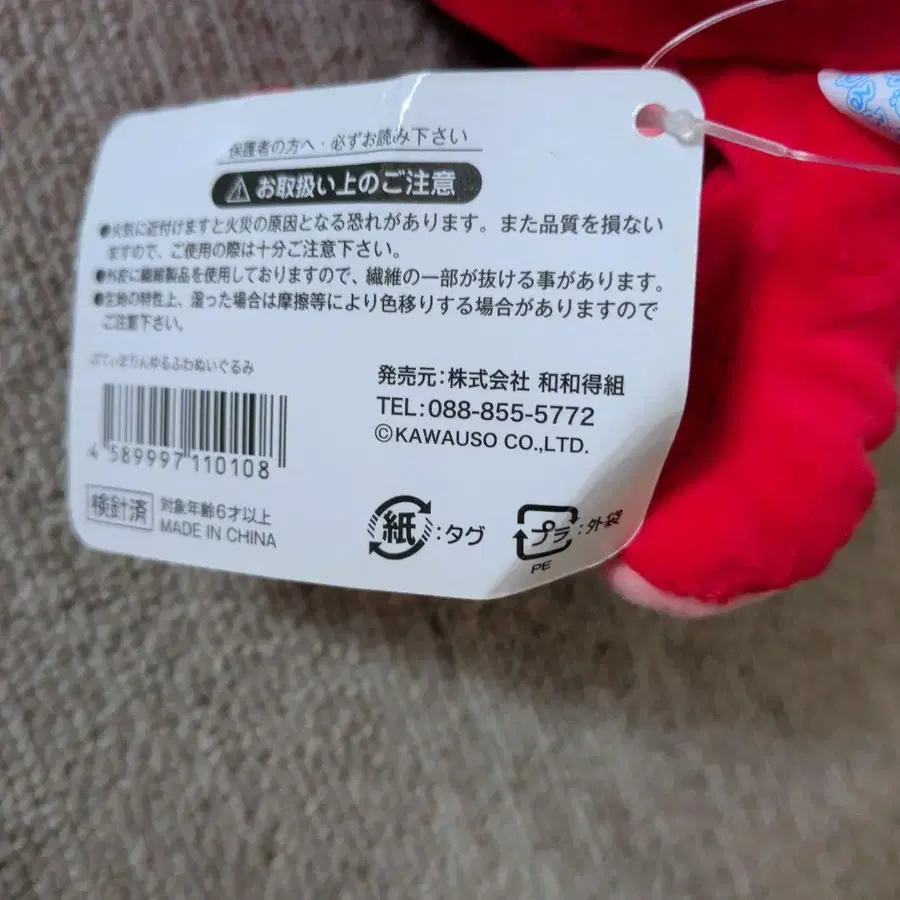 保護者の方へ・必ずお読み下さい
お取扱い上のご注意
●火気に近付けますと火災の原因となる恐れがあります。また品質を損ない
ますので、ご使用の際は十分ご注意下さい。
●外皮に繊維製品を使用しておりますので、繊維の一部が抜ける事があります。
●生地の特性上、湿った場合は摩擦等により色移りする場合がありますので
ご注意下さい。
ぷてぃまりんゆるふわぬいぐるみ
発売元:株式会社 和和得組
TEL:088-855-5772
©KAWAUSO CO.,LTD.
4 589997 110108
検針済
対象年齢6才以上
MADE IN CHINA
紙:タグ
プラ:外袋
PE